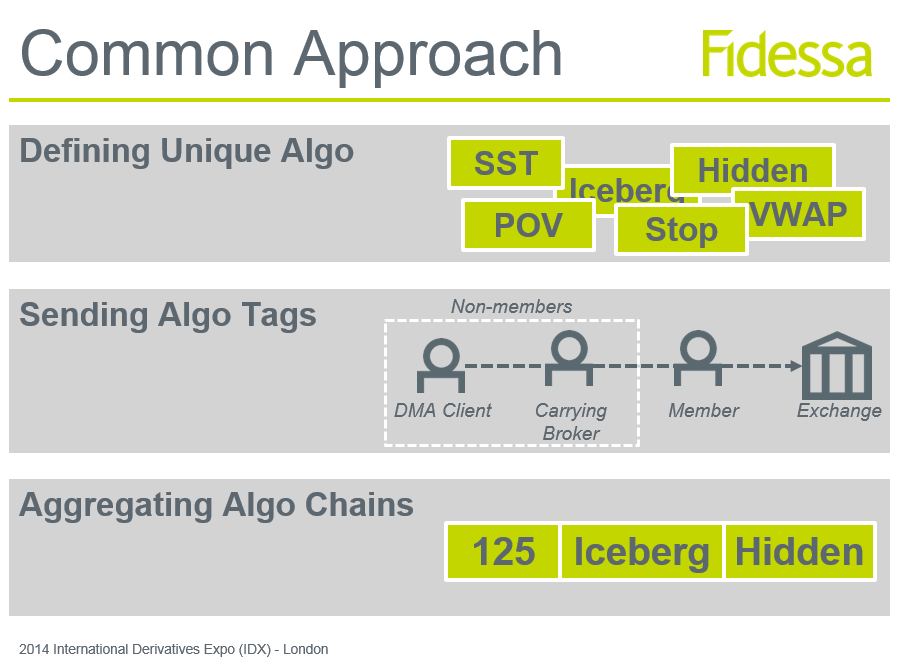 Common Approach
Fidessa
Defining Unique Algo
SST
Iceberg
Hidden
POV
Stop
VWAP
Sending Algo Tags
Non-members
DMA Client
Carrying
Broker
Member
Exchange
Aggregating Algo Chains
125 Iceberg Hidden
2014 International Derivatives Expo (IDX) - London